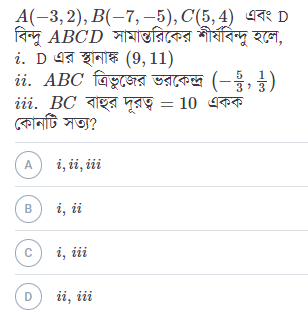 A(−3, 2), B(−7, −5), C(5, 4) এবং D
বিন্দু ABCD সামান্তরিকের শীর্ষবিন্দু হলে,
i. D এর স্থানাঙ্ক (9, 11)
ii. ABC ত্রিভুজের ভরকেন্দ্র (−5/3, 1/3)
iii. BC বাহুর দূরত্ব = 10 একক
কোনটি সত্য?
A i, ii, iii
B i, ii
C i, iii
D ii, iii